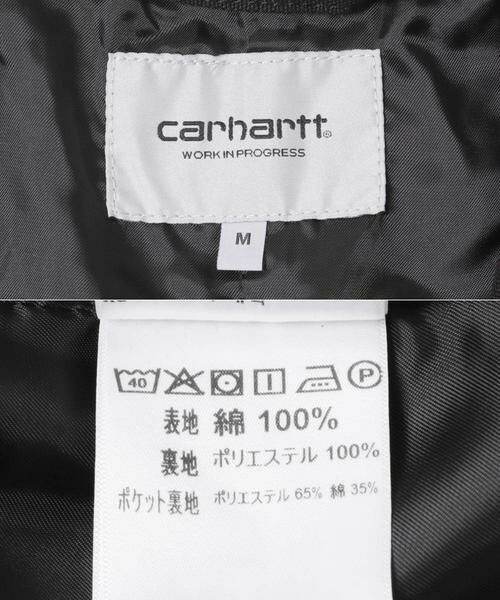 carhartt®
WORK IN PROGRESS
M
40 P
表地 綿 100%
裏地 ポリエステル 100%
ポケット裏地 ポリエステル 65% 綿 35%